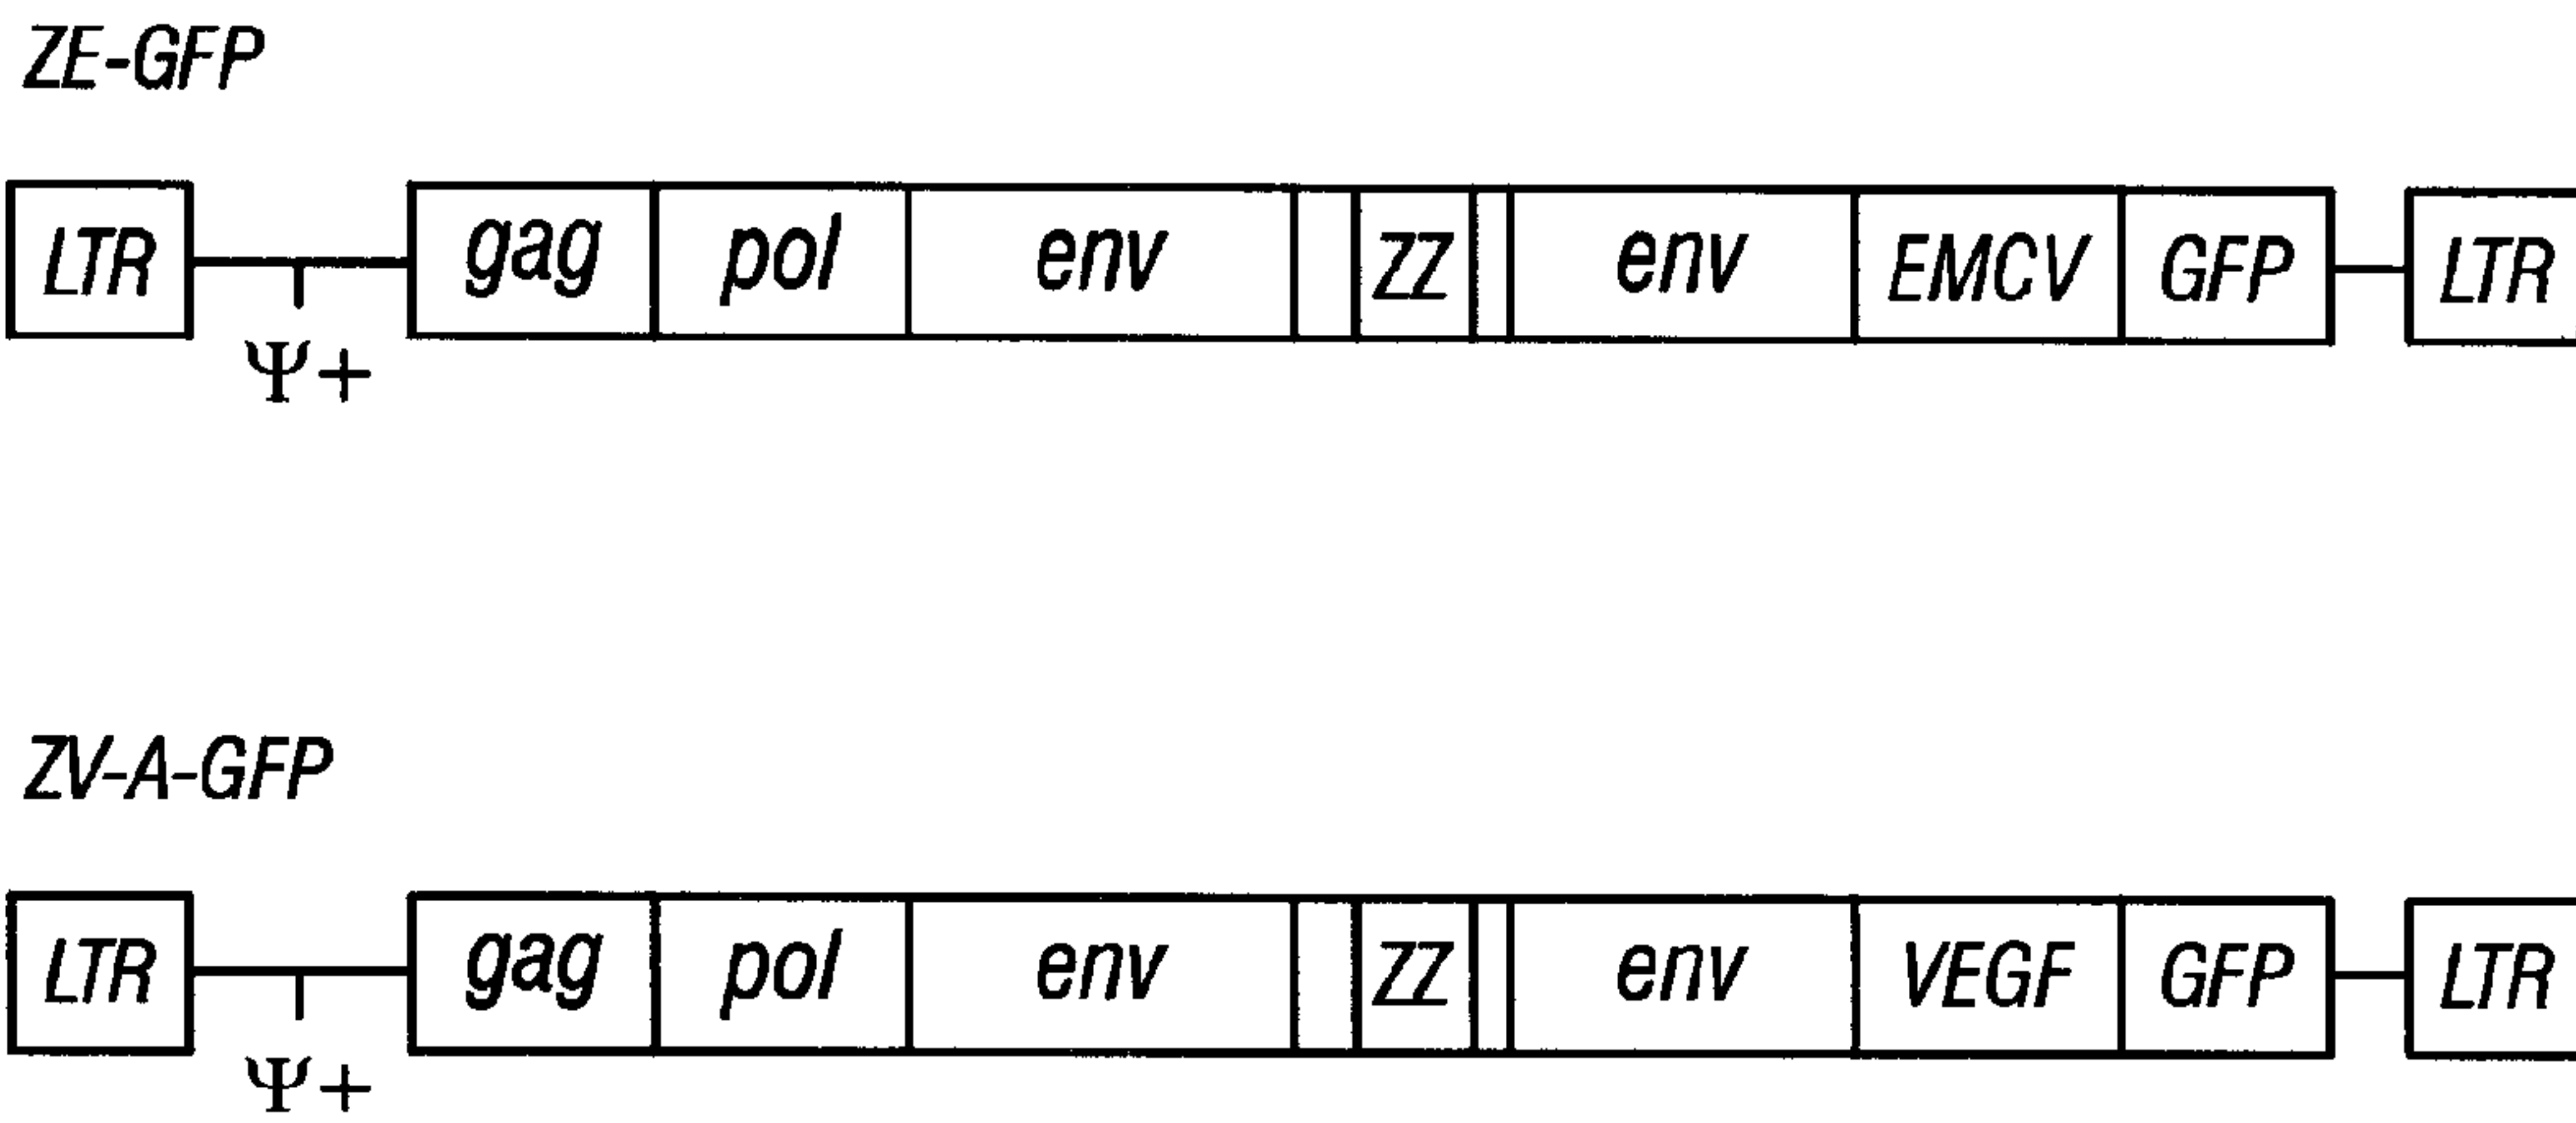 ZE-GFP
LTR gag pol env ZZ env EMCV GFP LTR
Ψ+
ZV-A-GFP
LTR gag pol env ZZ env VEGF GFP LTR
Ψ+